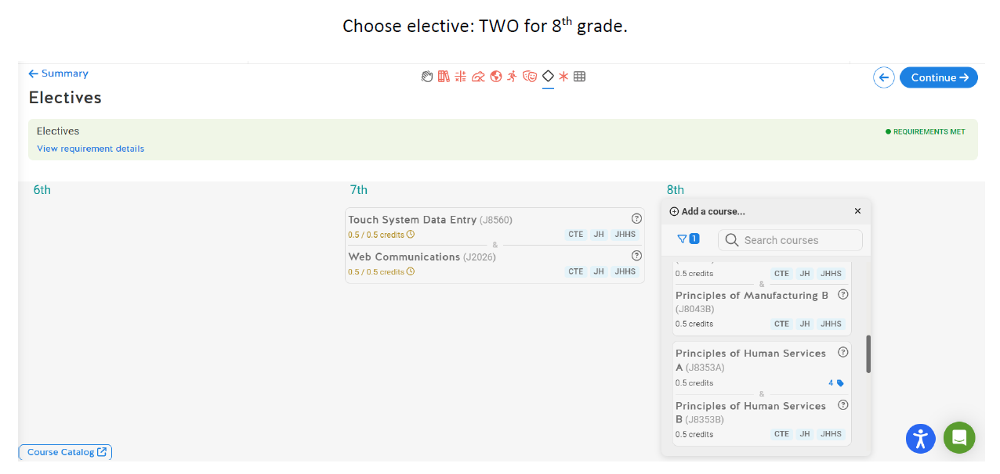 Choose elective: TWO for 8th grade.
← Summary
Continue →
Electives
Electives
REQUIREMENTS MET
View requirement details
6th
7th
8th
Touch System Data Entry (J8560)
0.5 / 0.5 credits
CTE JH JHHS
&
Web Communications (J2026)
0.5 / 0.5 credits
CTE JH JHHS
Add a course...
1
Search courses
0.5 credits
CTE JH JHHS
&
Principles of Manufacturing B
(J8043B)
0.5 credits
CTE JH JHHS
Principles of Human Services
A (J8353A)
0.5 credits
4
&
Principles of Human Services
B (J8353B)
0.5 credits
CTE JH JHHS
Course Catalog